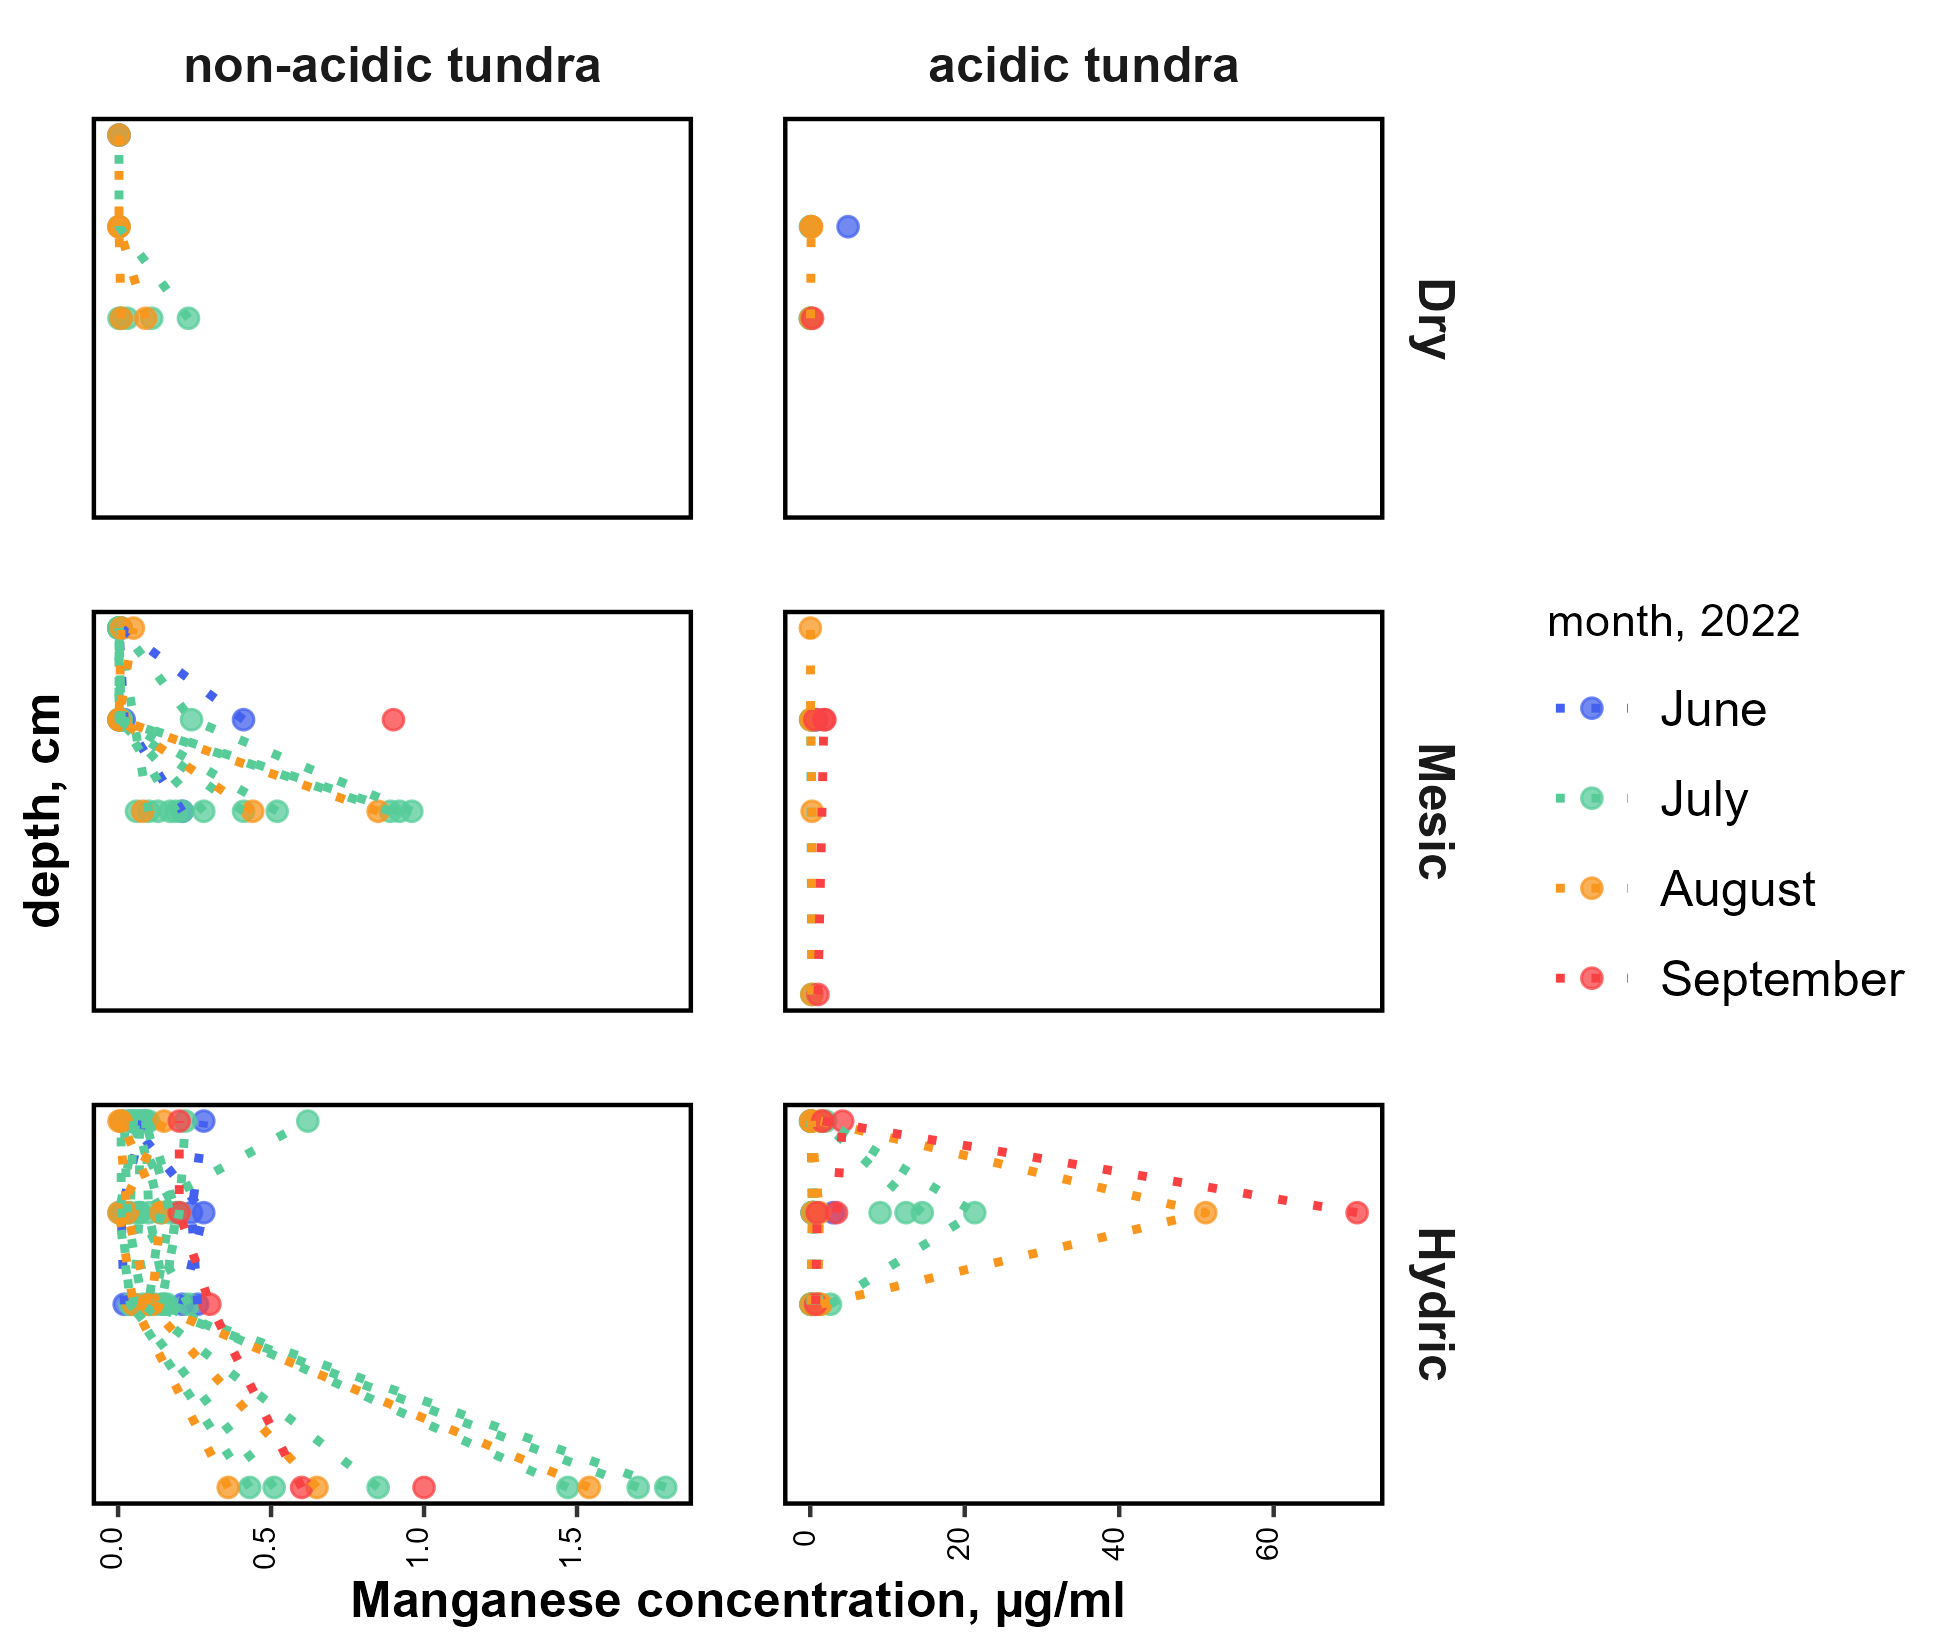 non-acidic tundra
acidic tundra
Dry
Mesic
Hydric
depth, cm
month, 2022
June
July
August
September
0.0 0.5 1.0 1.5
0 20 40 60
Manganese concentration, µg/ml